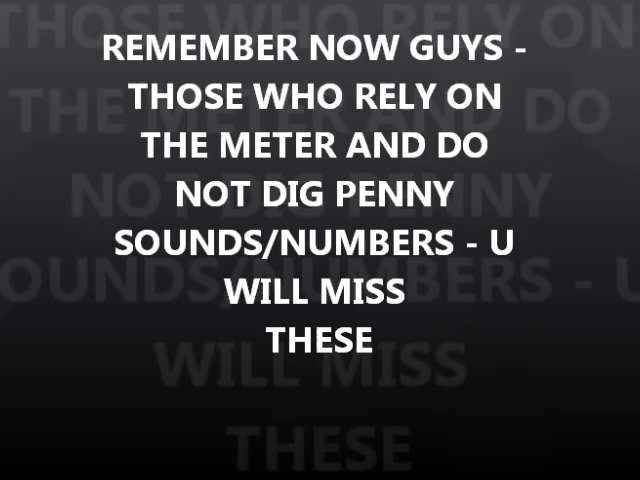 REMEMBER NOW GUYS -
THOSE WHO RELY ON
THE METER AND DO
NOT DIG PENNY
SOUNDS/NUMBERS - U
WILL MISS
THESE